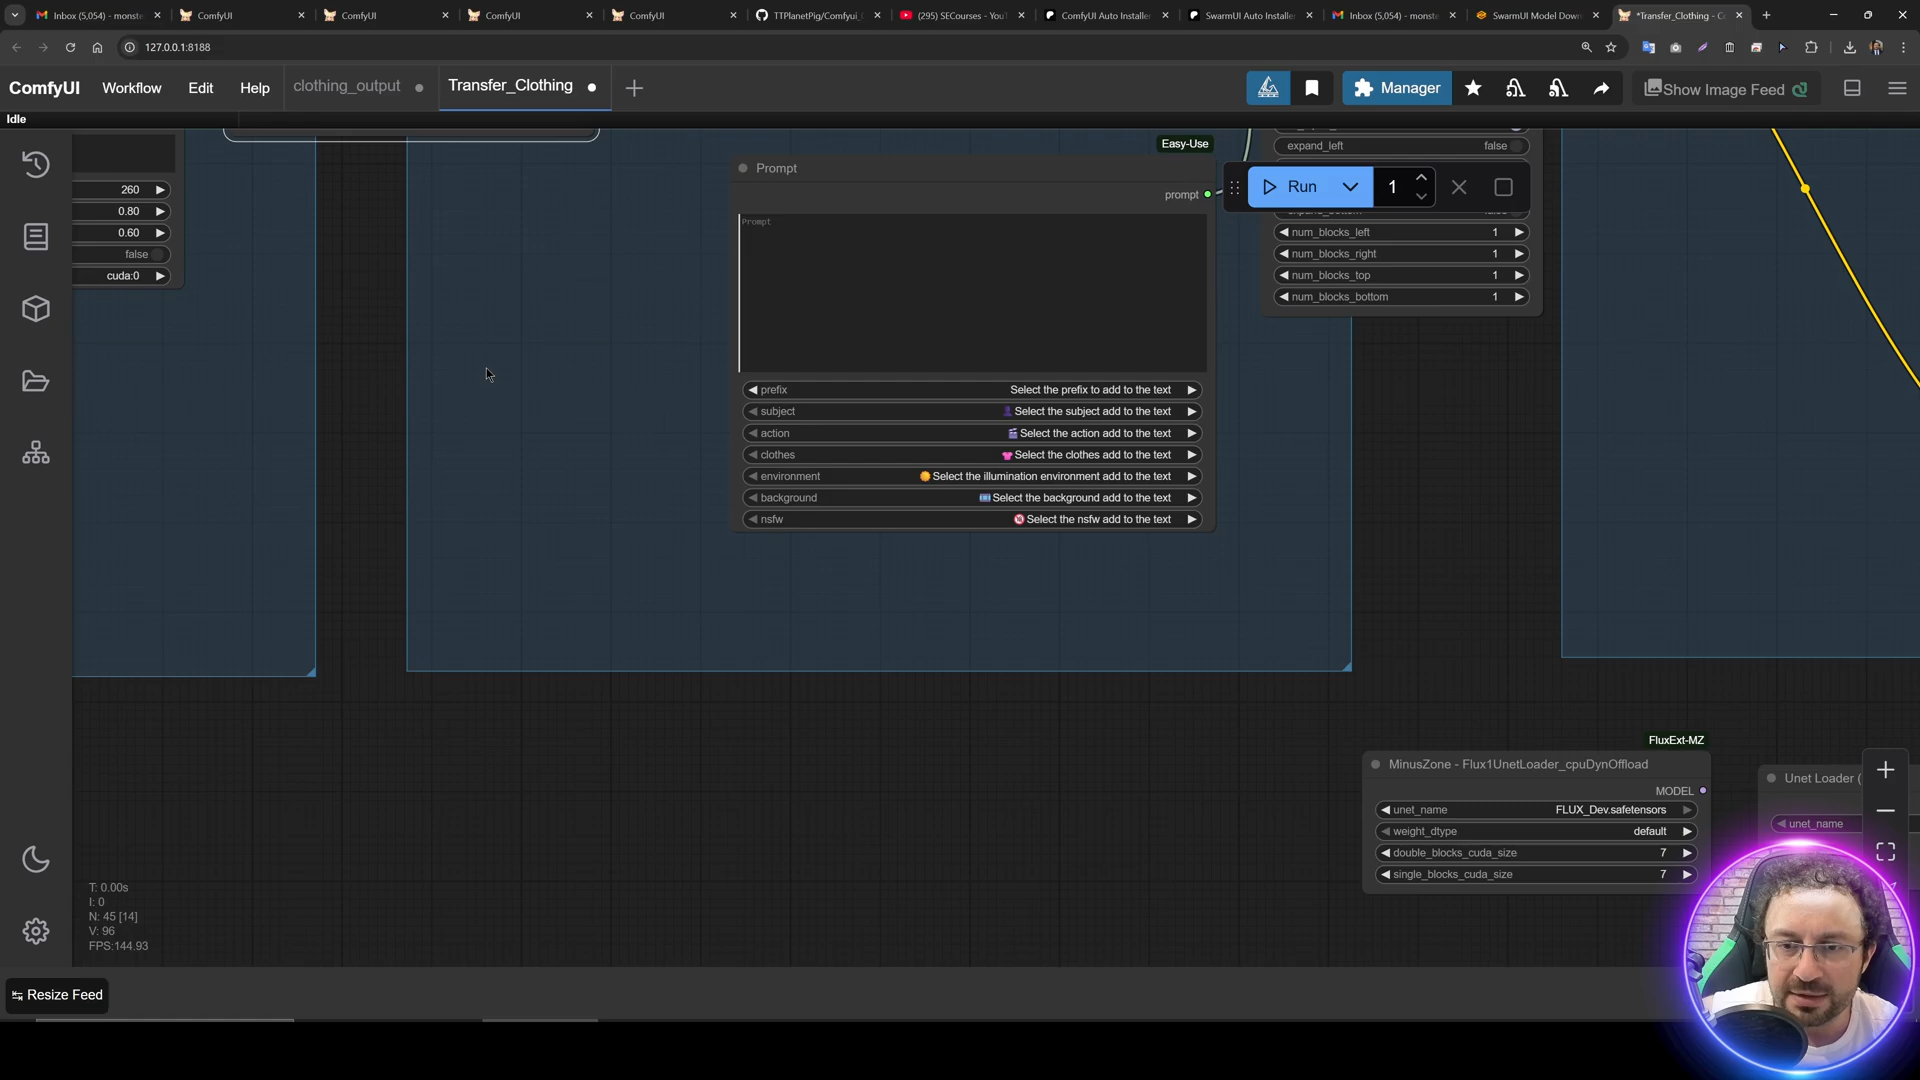 Inbox (5,054) - monste
ComfyUI
ComfyUI
ComfyUI
ComfyUI
TTPlanetPig/Comfyui_C
(295) SECourses - You
ComfyUI Auto Installer
SwarmUI Auto Installer
Inbox (5,054) - monste
SwarmUI Model Down
*Transfer_Clothing - C
127.0.0.1:8188
ComfyUI
Workflow
Edit
Help
clothing_output
Transfer_Clothing
Manager
Show Image Feed
Idle
260
0.80
0.60
false
cuda:0
Easy-Use
Prompt
prompt
Prompt
prefix Select the prefix to add to the text
subject Select the subject add to the text
action Select the action add to the text
clothes Select the clothes add to the text
environment Select the illumination environment add to the text
background Select the background add to the text
nsfw Select the nsfw add to the text
expand_left false
Run
1
num_blocks_left 1
num_blocks_right 1
num_blocks_top 1
num_blocks_bottom 1
FluxExt-MZ
MinusZone - Flux1UnetLoader_cpuDynOffload
MODEL
unet_name FLUX_Dev.safetensors
weight_dtype default
double_blocks_cuda_size 7
single_blocks_cuda_size 7
Unet Loader (
unet_name
T: 0.00s
I: 0
N: 45 [14]
V: 96
FPS:144.93
Resize Feed